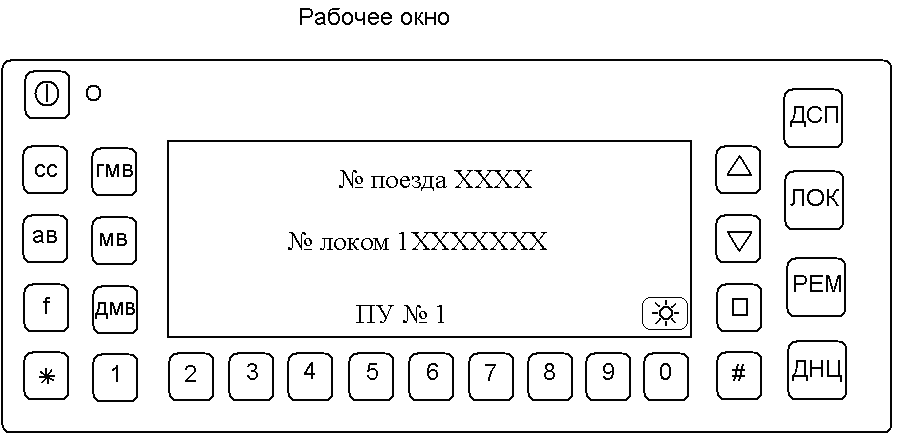 Рабочее окно
ДСП
сс гмв
№ поезда XXXX
ЛОК
ав мв
№ локом 1XXXXXXX
f дмв
ПУ № 1
РЕМ
* 1 2 3 4 5 6 7 8 9 0 #
ДНЦ